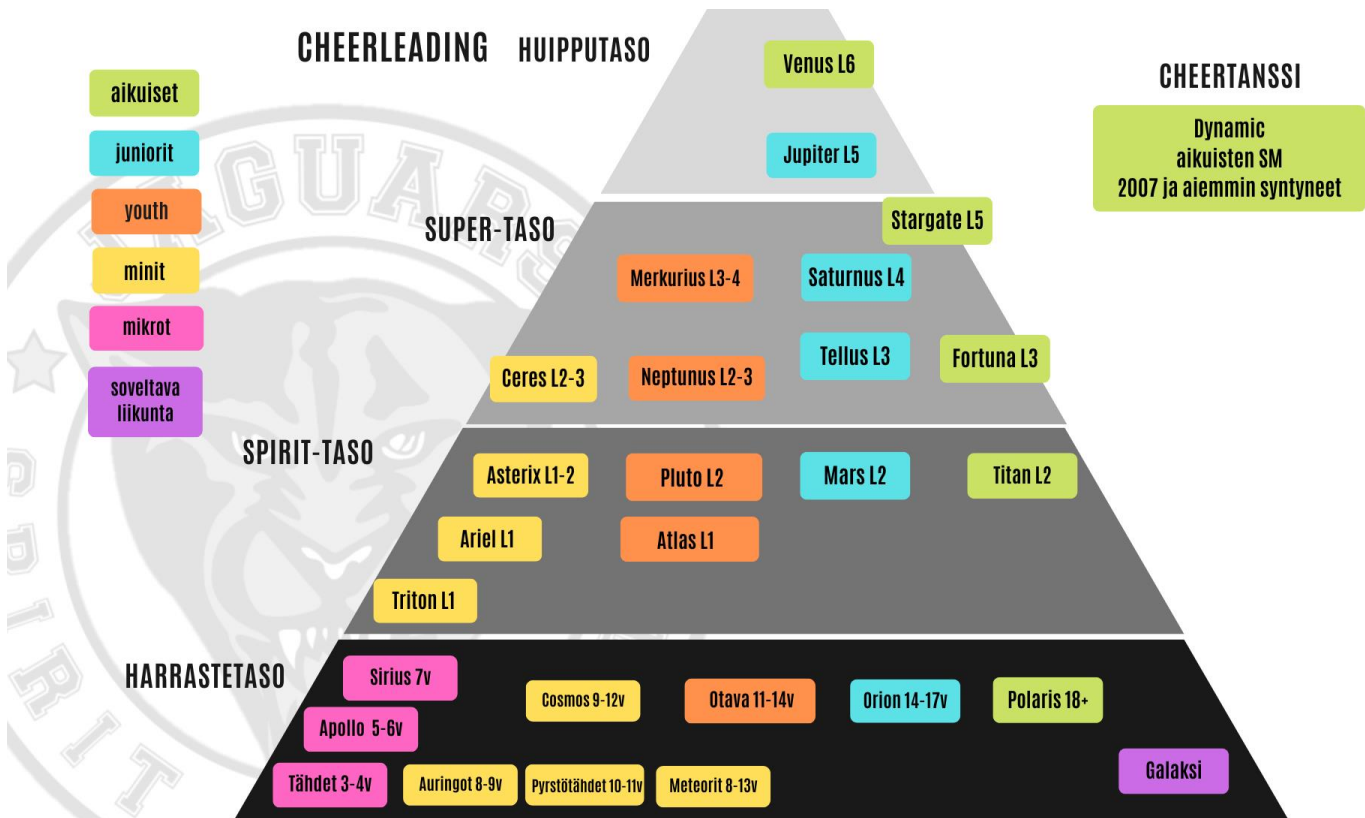 CHEERLEADING HUIPPUTASO
Venus L6
Jupiter L5
CHEERTANSSI
Dynamic
aikuisten SM
2007 ja aiemmin syntyneet
aikuiset
juniorit
youth
minit
mikrot
soveltava
liikunta
JAGUARS
SPIRIT
SUPER-TASO
Stargate L5
Merkurius L3-4
Saturnus L4
Tellus L3
Fortuna L3
Ceres L2-3
Neptunus L2-3
SPIRIT-TASO
Asterix L1-2
Pluto L2
Mars L2
Titan L2
Ariel L1
Atlas L1
Triton L1
HARRASTETASO
Sirius 7v
Cosmos 9-12v
Otava 11-14v
Orion 14-17v
Polaris 18+
Apollo 5-6v
Galaksi
Tähdet 3-4v
Auringot 8-9v
Pyrstötähdet 10-11v
Meteorit 8-13v